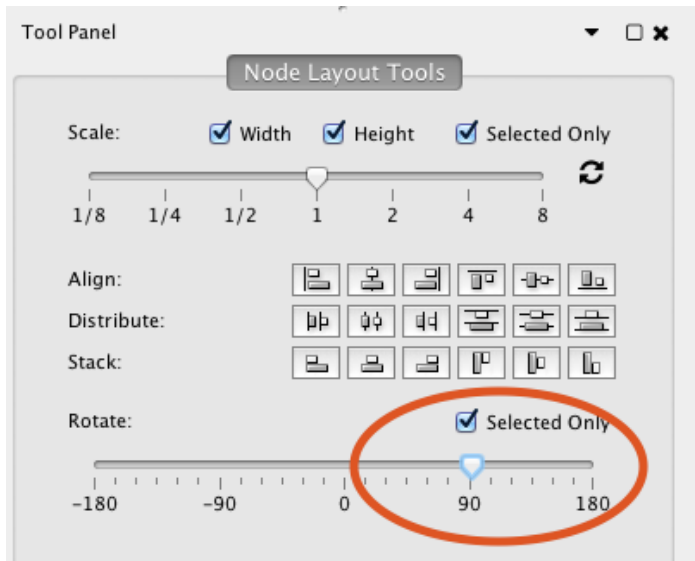 Tool Panel
Node Layout Tools
Scale: Width Height Selected Only
1/8 1/4 1/2 1 2 4 8
Align:
Distribute:
Stack:
Rotate: Selected Only
-180 -90 0 90 180